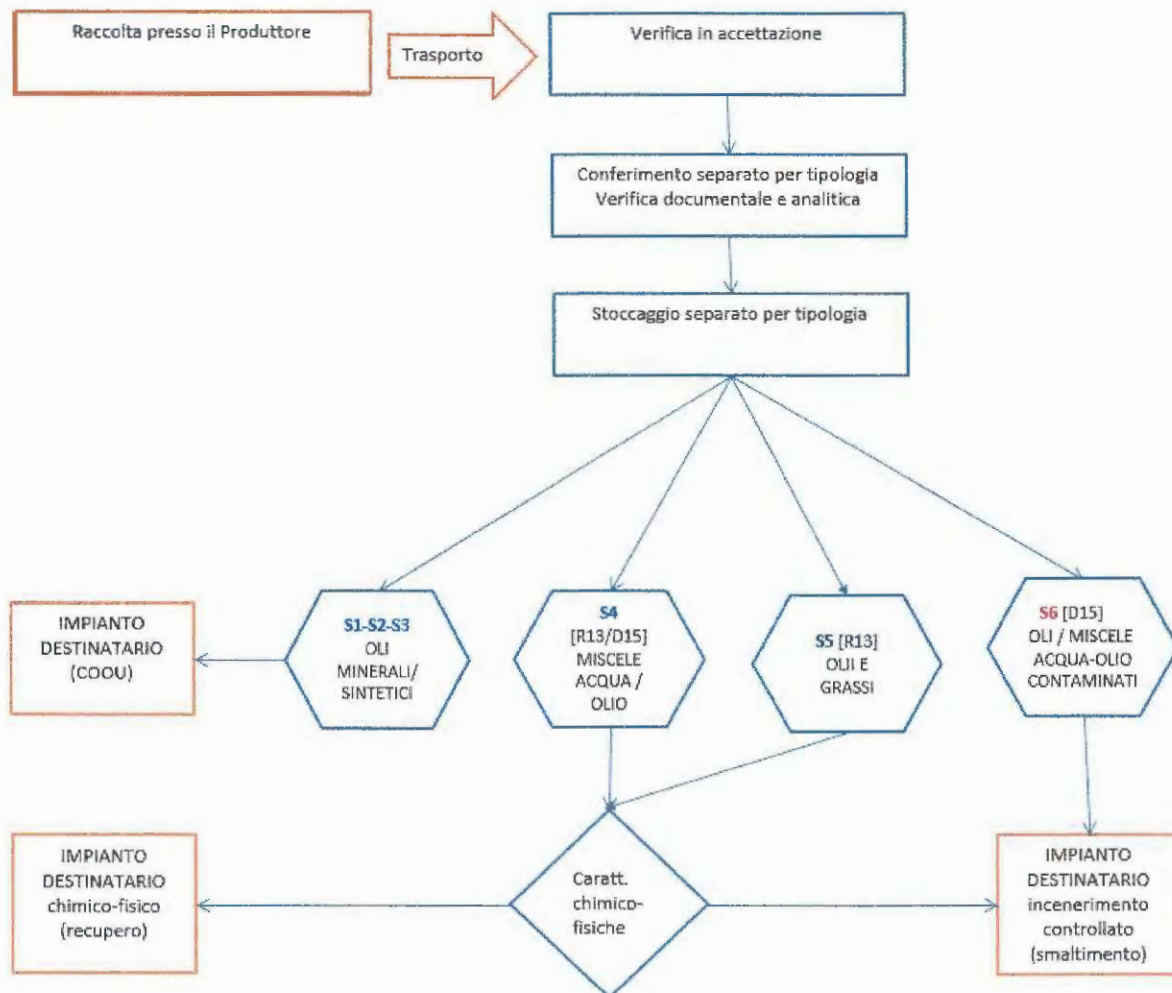 Raccolta presso il Produttore
Trasporto
Verifica in accettazione
Conferimento separato per tipologia
Verifica documentale e analitica
Stoccaggio separato per tipologia
IMPIANTO
DESTINATARIO
(COOU)
S1-S2-S3
OLI
MINERALI/
SINTETICI
S4
[R13/D15]
MISCELE
ACQUA /
OLIO
S5 [R13]
OLII E
GRASSI
S6 [D15]
OLI / MISCELE
ACQUA-OLIO
CONTAMINATI
IMPIANTO
DESTINATARIO
chimico-fisico
(recupero)
Caratt.
chimico-
fisiche
IMPIANTO
DESTINATARIO
incenerimento
controllato
(smaltimento)